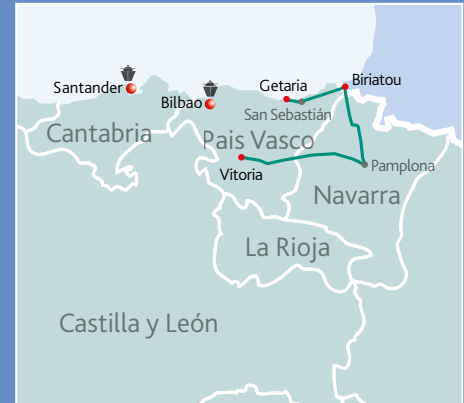 Santander
Bilbao
Getaria
Biriatou
San Sebastián
Cantabria
Pais Vasco
Vitoria
Pamplona
Navarra
La Rioja
Castilla y León